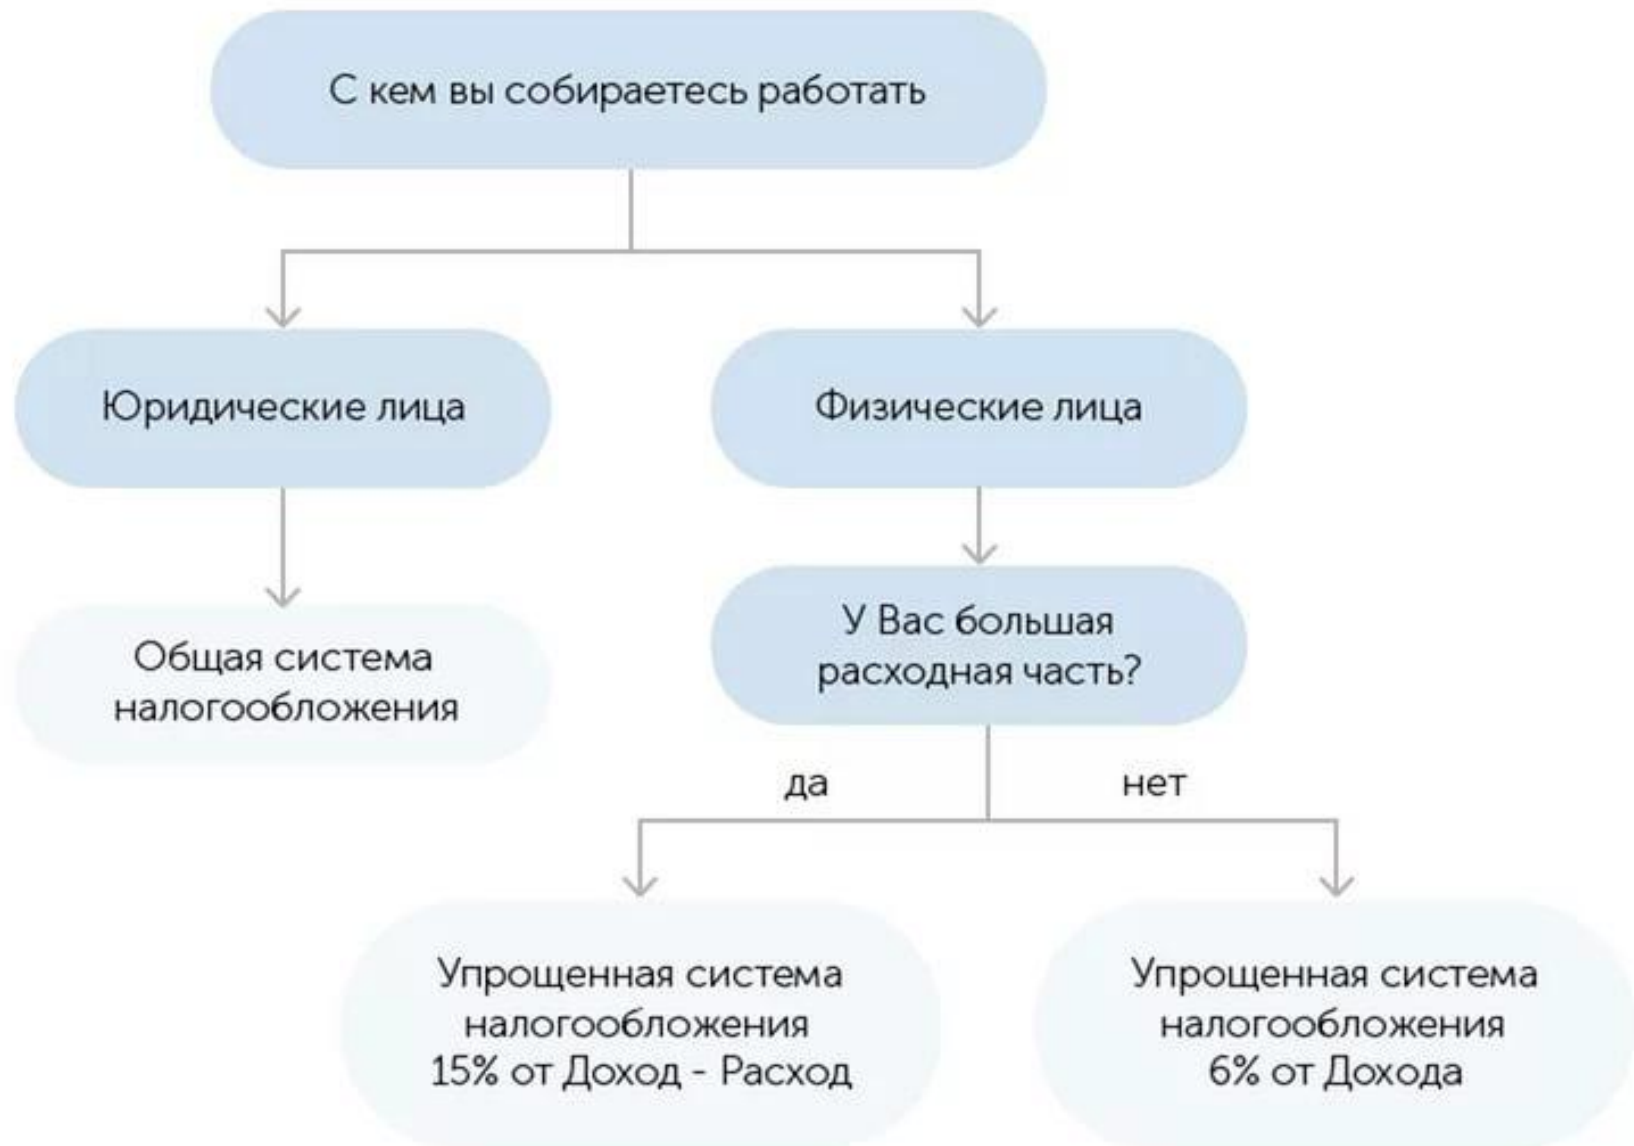 С кем вы собираетесь работать
Юридические лица
Физические лица
Общая система
налогообложения
У Вас большая
расходная часть?
да
нет
Упрощенная система
налогообложения
15% от Доход - Расход
Упрощенная система
налогообложения
6% от Дохода